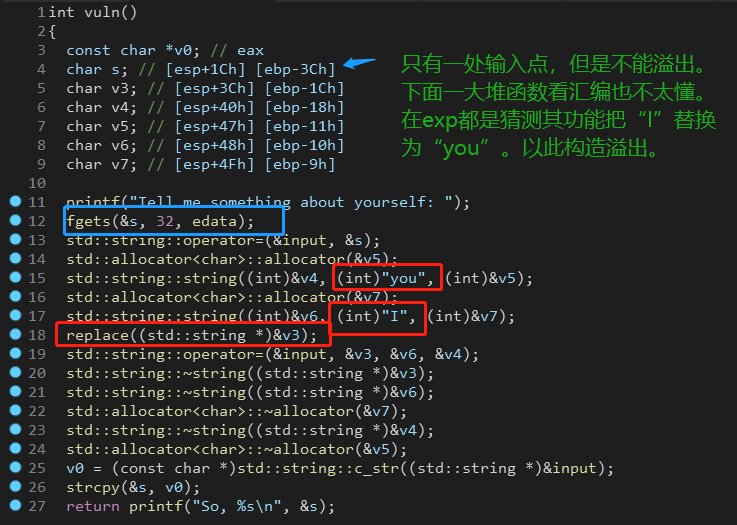 1 int vuln()
2 {
3 const char *v0; // eax
4 char s; // [esp+1Ch] [ebp-3Ch]
5 char v3; // [esp+3Ch] [ebp-1Ch]
6 char v4; // [esp+40h] [ebp-18h]
7 char v5; // [esp+47h] [ebp-11h]
8 char v6; // [esp+48h] [ebp-10h]
9 char v7; // [esp+4Fh] [ebp-9h]
10
11 printf("Tell me something about yourself: ");
12 fgets(&s, 32, edata);
13 std::string::operator=(&input, &s);
14 std::allocator<char>::allocator(&v5);
15 std::string::string((int)&v4, (int)"you", (int)&v5);
16 std::allocator<char>::allocator(&v7);
17 std::string::string((int)&v6, (int)"I", (int)&v7);
18 replace((std::string *)&v3);
19 std::string::operator=(&input, &v3, &v6, &v4);
20 std::string::~string((std::string *)&v3);
21 std::string::~string((std::string *)&v6);
22 std::allocator<char>::~allocator(&v7);
23 std::string::~string((std::string *)&v4);
24 std::allocator<char>::~allocator(&v5);
25 v0 = (const char *)std::string::c_str((std::string *)&input);
26 strcpy(&s, v0);
27 return printf("So, %s\n", &s);
只有一处输入点，但是不能溢出。
下面一大堆函数看汇编也不太懂。
在exp都是猜测其功能把“I”替换
为“you”。以此构造溢出。